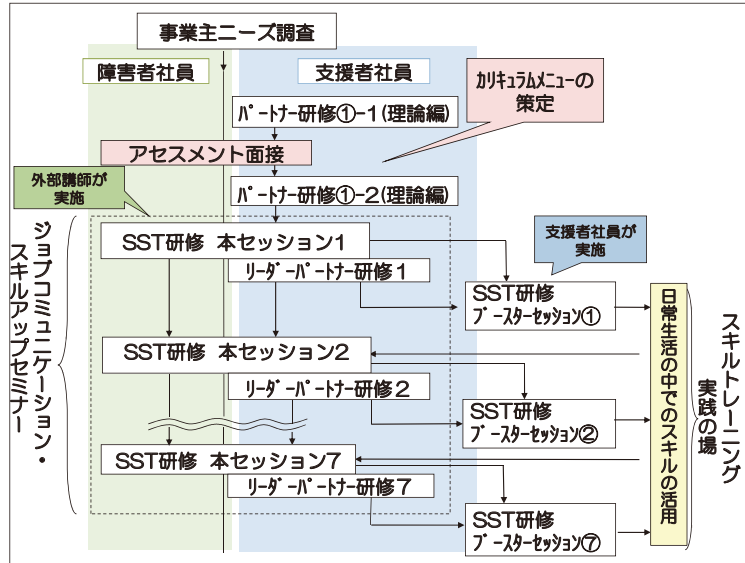 事業主ニーズ調査
障害者社員
支援者社員
カリキュラムメニューの
策定
パートナー研修①-1(理論編)
アセスメント面接
外部講師が
実施
パートナー研修①-2(理論編)
ジョブコミュニケーション・
スキルアップセミナー
SST研修 本セッション1
リーダーパートナー研修1
支援者社員が
実施
SST研修
ブースターセッション①
SST研修 本セッション2
リーダーパートナー研修2
SST研修
ブースターセッション②
SST研修 本セッション7
リーダーパートナー研修7
SST研修
ブースターセッション⑦
日常生活の中でのスキルの活用
スキルトレーニング
実践の場